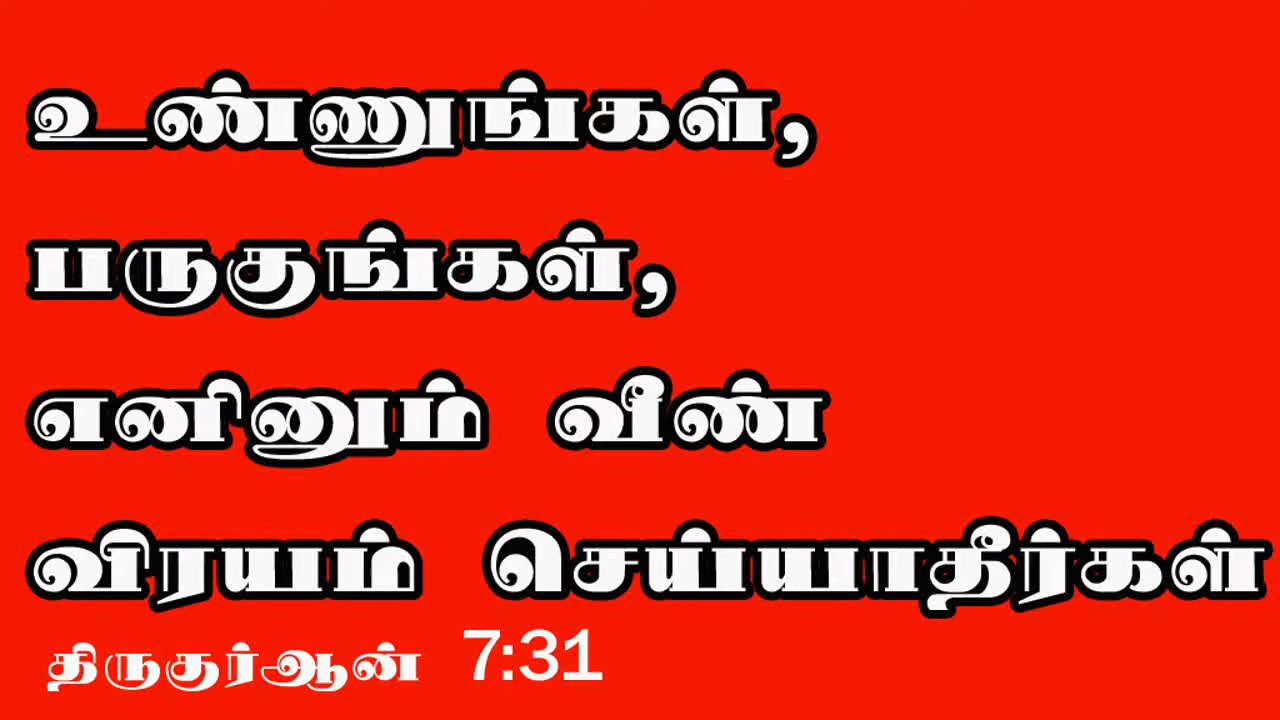 உண்ணுங்கள்,
பருகுங்கள்,
எனினும் வீண்
விரயம் செய்யாதீர்கள்
திருகுர்ஆன் 7:31